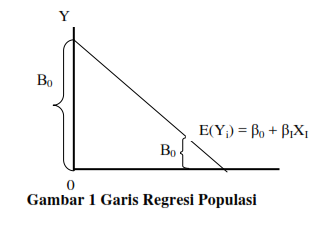 Y
B₀
E(Yᵢ) = β₀ + β₁X₁
B₀
0
Gambar 1 Garis Regresi Populasi